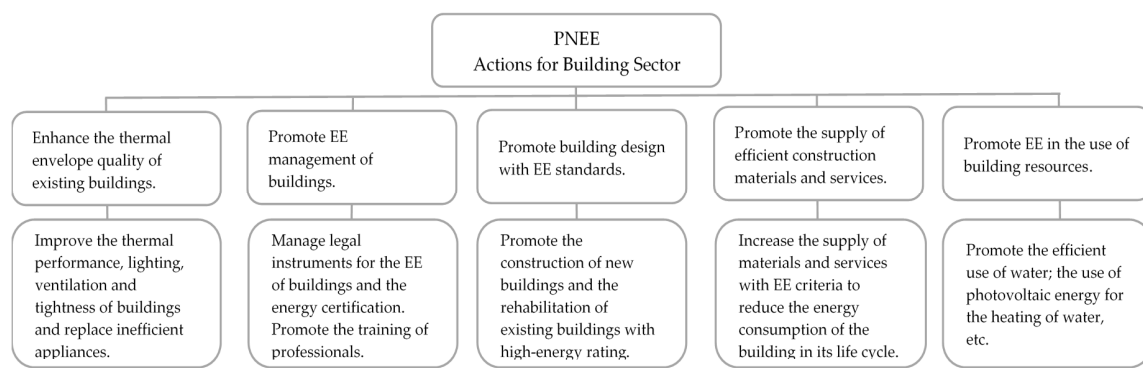 PNEE
Actions for Building Sector
Enhance the thermal
envelope quality of
existing buildings.
Promote EE
management of
buildings.
Promote building design
with EE standards.
Promote the supply of
efficient construction
materials and services.
Promote EE in the use of
building resources.
Improve the thermal
performance, lighting,
ventilation and
tightness of buildings
and replace inefficient
appliances.
Manage legal
instruments for the EE
of buildings and the
energy certification.
Promote the training of
professionals.
Promote the
construction of new
buildings and the
rehabilitation of
existing buildings with
high-energy rating.
Increase the supply of
materials and services
with EE criteria to
reduce the energy
consumption of the
building in its life cycle.
Promote the efficient
use of water; the use of
photovoltaic energy for
the heating of water,
etc.